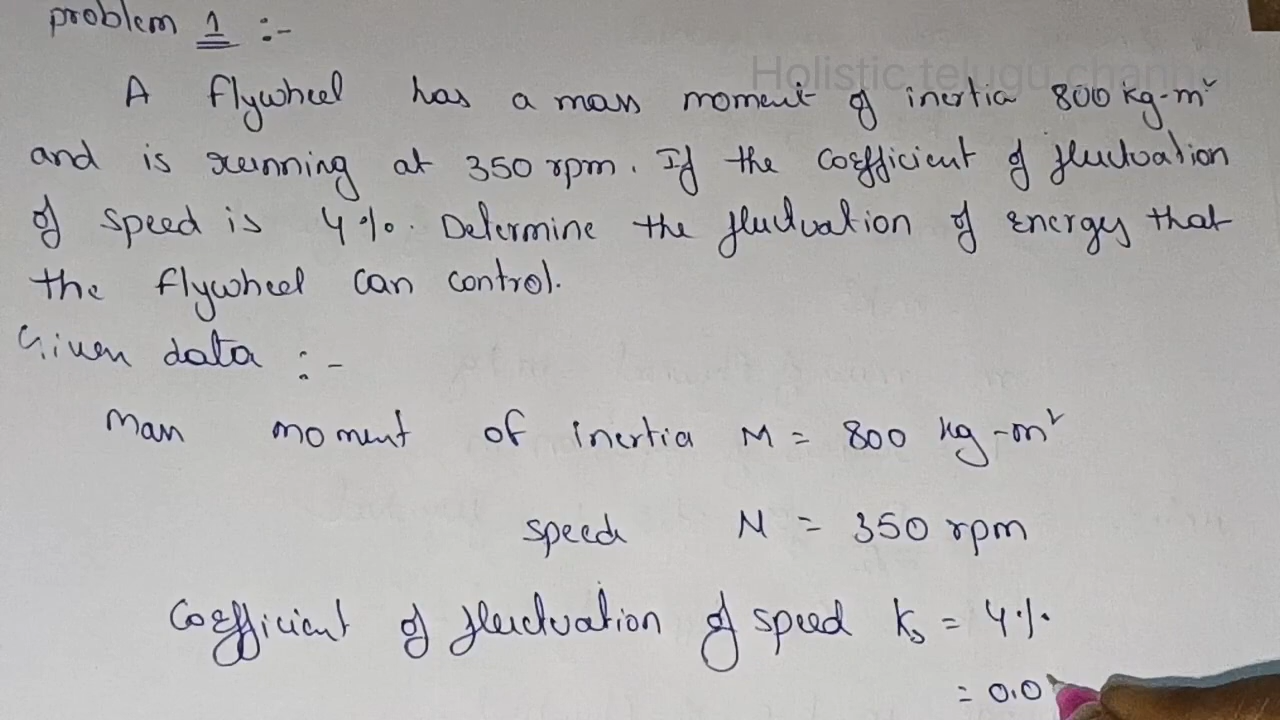 problem 1 :-
Holistic telugu channel
A flywheel has a mass moment of inertia 800 kg-m²
and is running at 350 rpm. If the coefficient of fluctuation
of speed is 4%. Determine the fluctuation of energy that
the flywheel can control.
Given data :-
Mass moment of inertia M = 800 kg-m²
speed N = 350 rpm
Coefficient of fluctuation of speed Ks = 4%
= 0.0